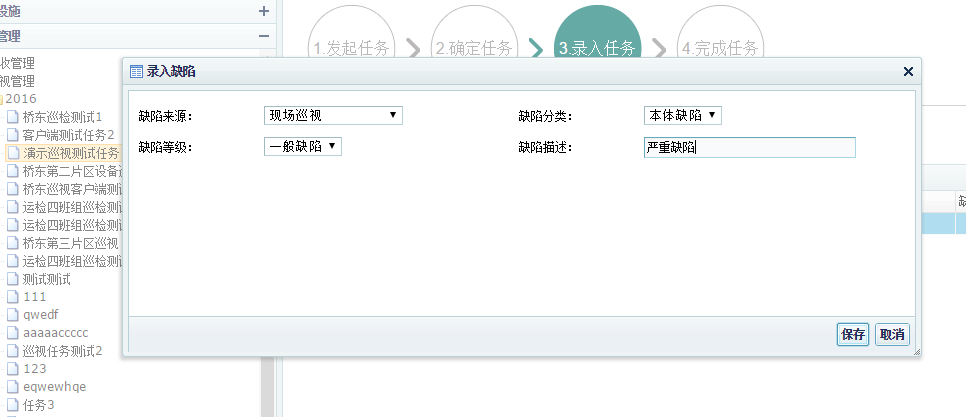 设施
管理
收管理
视管理
2016
桥东巡检测试1
客户端测试任务2
演示巡视测试任务
桥东第二片区设备
桥东巡视客户端测
运检四班组巡检测
运检四班组巡检测
桥东第三片区巡视
运检四班组巡检测
测试测试
111
qwedf
aaaaaccccc
巡视任务测试2
123
eqwewhqe
任务3
1.发起任务
2.确定任务
3.录入任务
4.完成任务
录入缺陷
缺陷来源： 现场巡视 缺陷分类： 本体缺陷
缺陷等级： 一般缺陷 缺陷描述： 严重缺陷
保存 取消